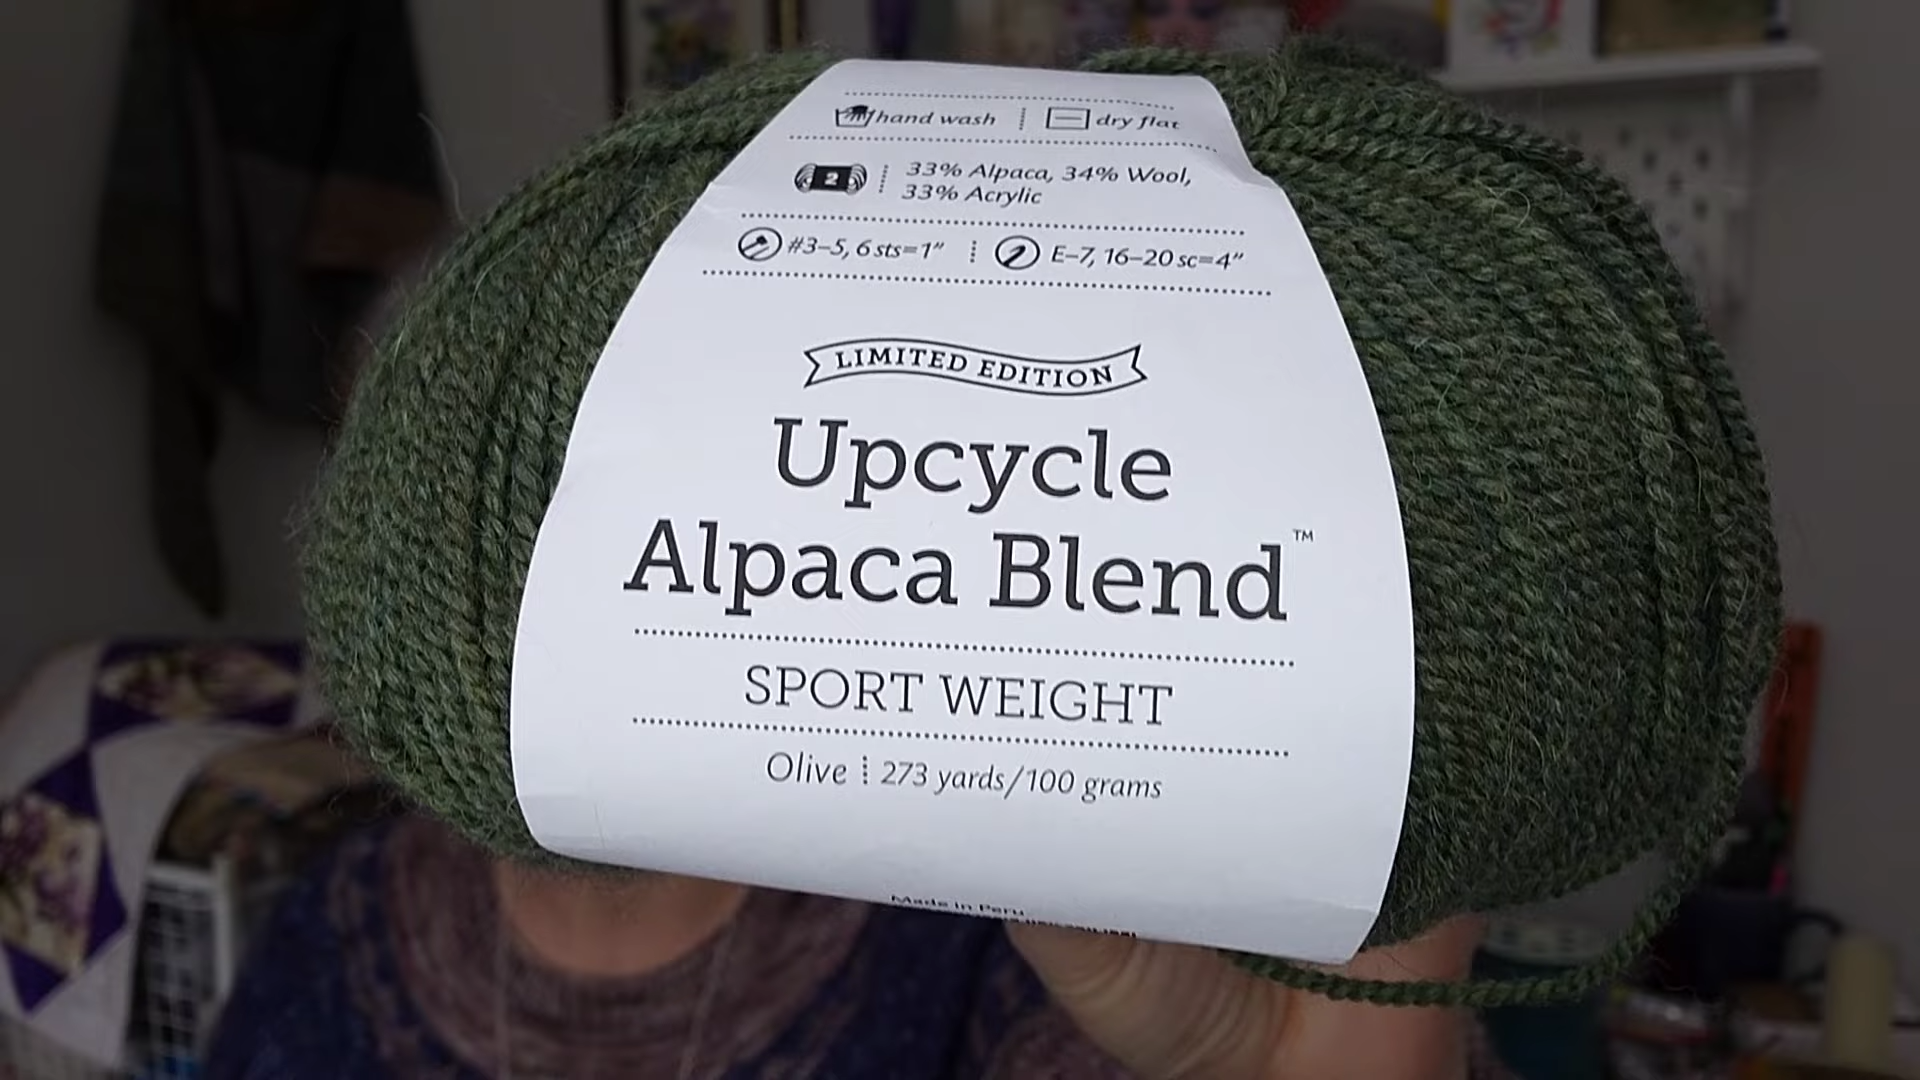 hand wash dry flat
2
33% Alpaca, 34% Wool,
33% Acrylic
#3–5, 6 sts=1" E–7, 16–20 sc=4"
LIMITED EDITION
Upcycle
Alpaca Blend™
SPORT WEIGHT
Olive 273 yards/100 grams
Made in Peru